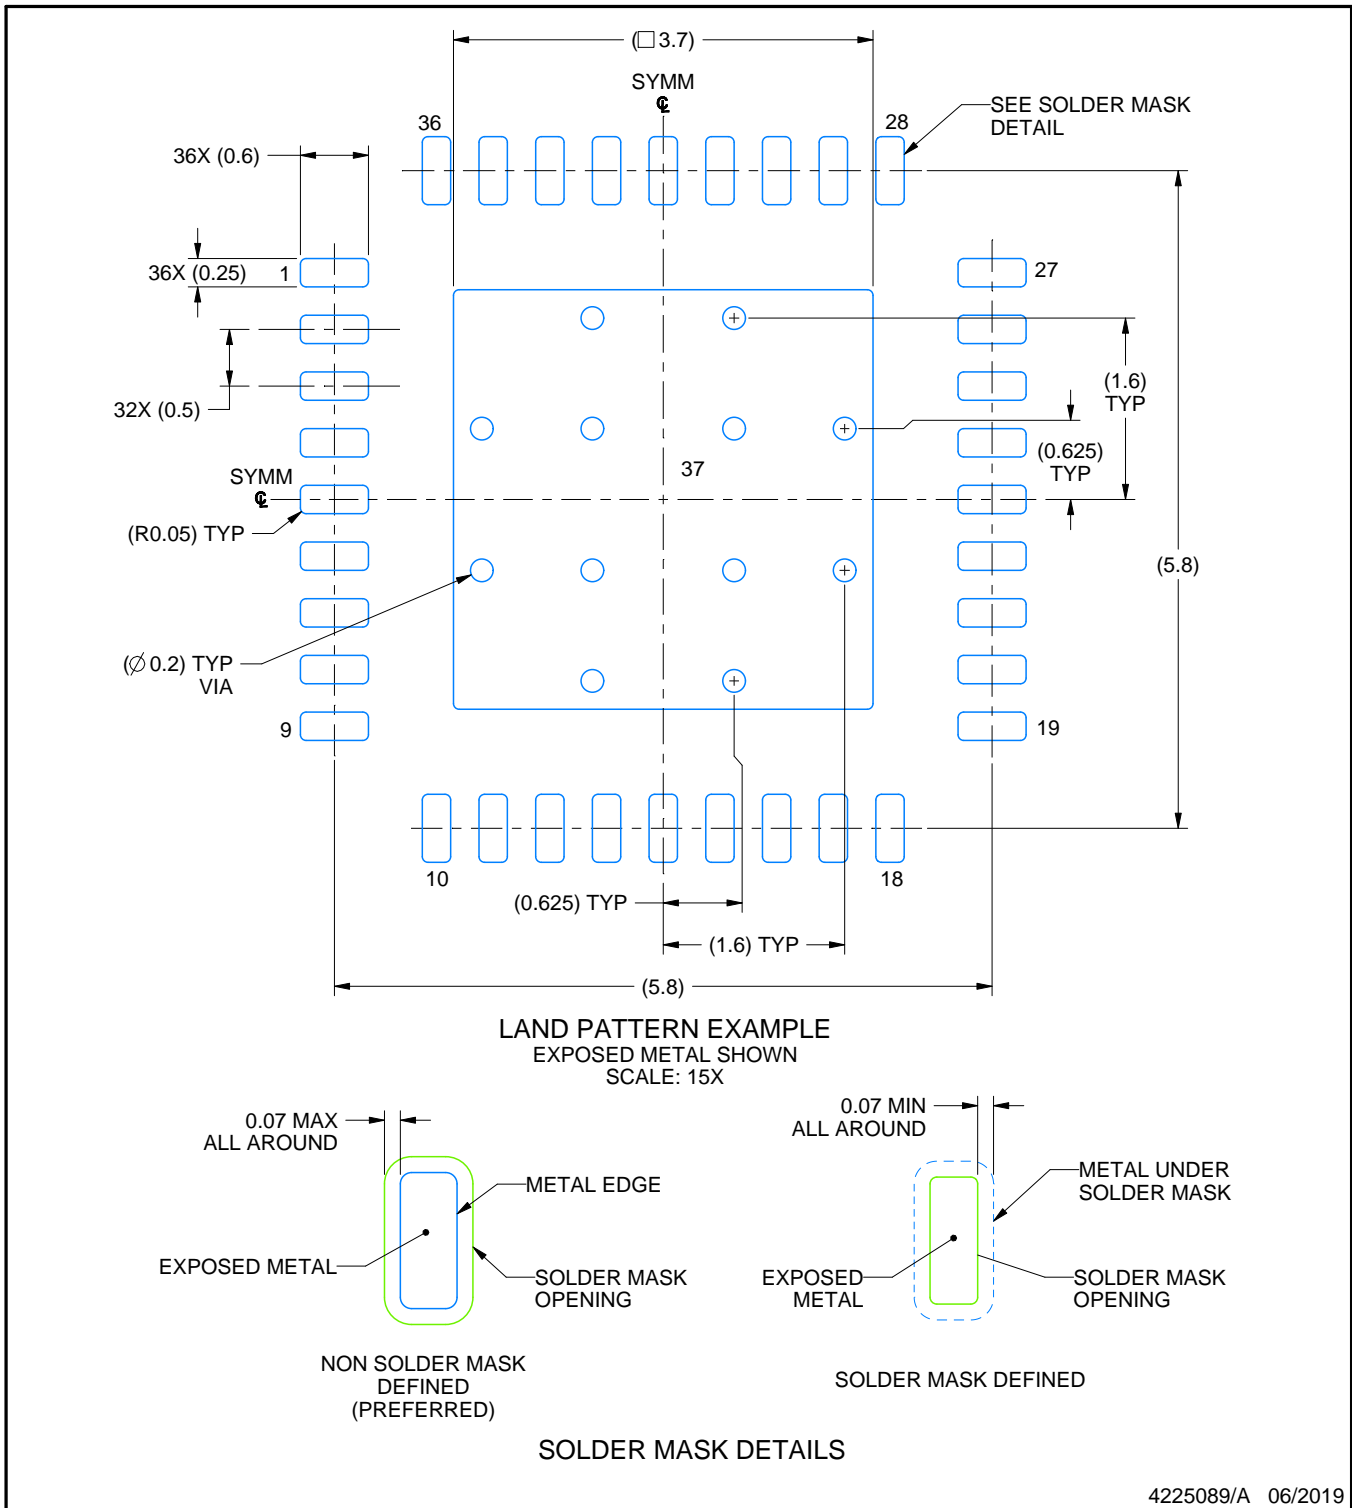 (□ 3.7)
SYMM
℄
SEE SOLDER MASK
DETAIL
36
28
36X (0.6)
36X (0.25)
1
27
32X (0.5)
(1.6)
TYP
(0.625)
TYP
37
SYMM
℄
(R0.05) TYP
(5.8)
(∅ 0.2) TYP
VIA
9
19
10
18
(0.625) TYP
(1.6) TYP
(5.8)
LAND PATTERN EXAMPLE
EXPOSED METAL SHOWN
SCALE: 15X
0.07 MAX
ALL AROUND
METAL EDGE
EXPOSED METAL
SOLDER MASK
OPENING
NON SOLDER MASK
DEFINED
(PREFERRED)
0.07 MIN
ALL AROUND
METAL UNDER
SOLDER MASK
EXPOSED
METAL
SOLDER MASK
OPENING
SOLDER MASK DEFINED
SOLDER MASK DETAILS
4225089/A 06/2019